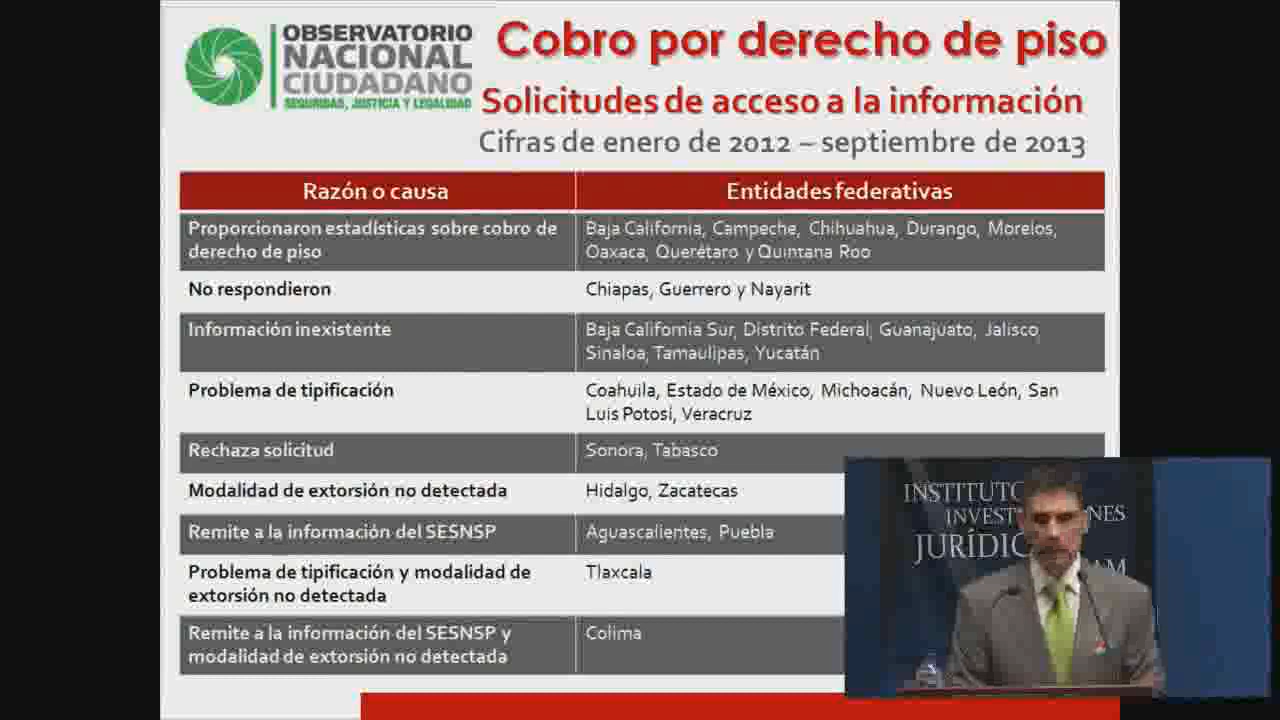 OBSERVATORIO
NACIONAL
CIUDADANO
SEGURIDAD, JUSTICIA Y LEGALIDAD
Cobro por derecho de piso
Solicitudes de acceso a la información
Cifras de enero de 2012 – septiembre de 2013
Razón o causa
Entidades federativas
Proporcionaron estadísticas sobre cobro de
derecho de piso
Baja California, Campeche, Chihuahua, Durango, Morelos,
Oaxaca, Querétaro y Quintana Roo
No respondieron
Chiapas, Guerrero y Nayarit
Información inexistente
Baja California Sur, Distrito Federal, Guanajuato, Jalisco
Sinaloa, Tamaulipas, Yucatán
Problema de tipificación
Coahuila, Estado de México, Michoacán, Nuevo León, San
Luis Potosí, Veracruz
Rechaza solicitud
Sonora, Tabasco
Modalidad de extorsión no detectada
Hidalgo, Zacatecas
Remite a la información del SESNSP
Aguascalientes, Puebla
Problema de tipificación y modalidad de
extorsión no detectada
Tlaxcala
Remite a la información del SESNSP y
modalidad de extorsión no detectada
Colima
INSTITUTO
INVEST NES
JURÍDIC
AM